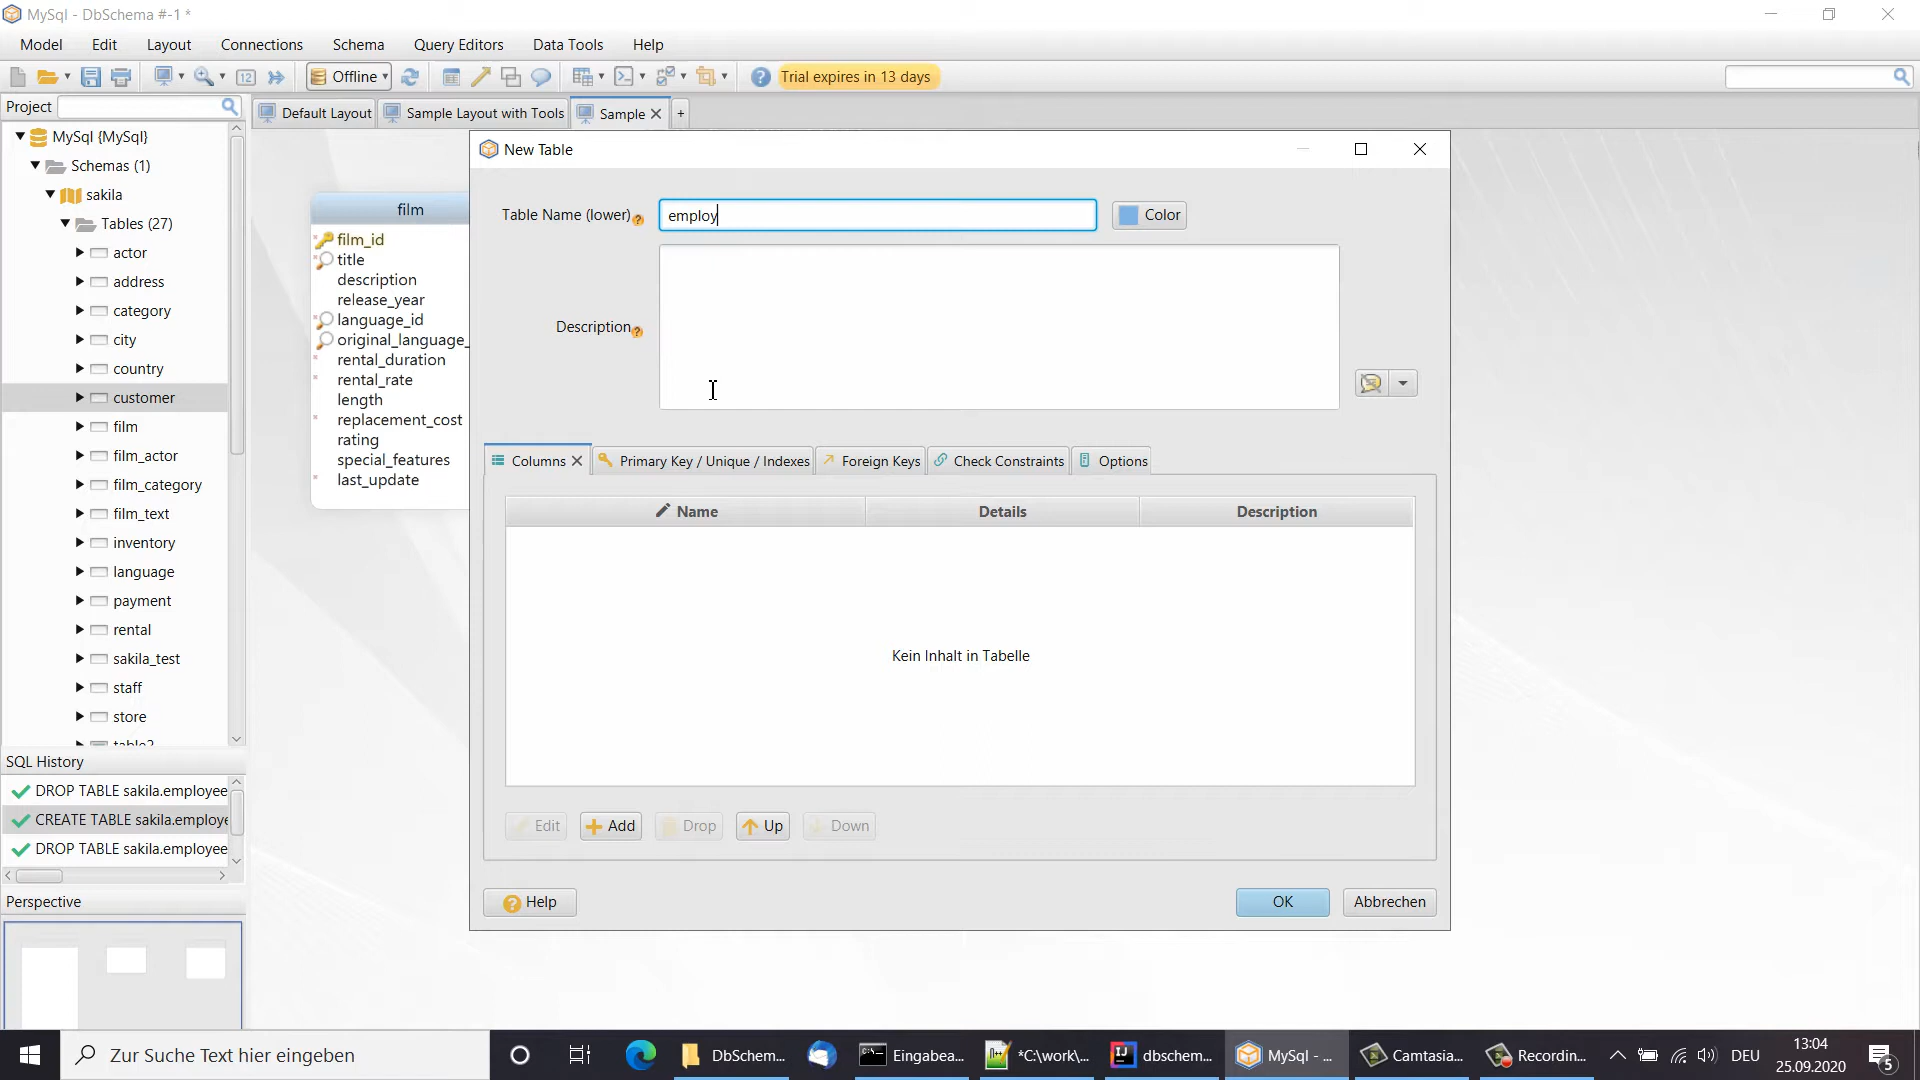 MySql - DbSchema #-1 *
Model Edit Layout Connections Schema Query Editors Data Tools Help
12 Offline Trial expires in 13 days
Project
Default Layout Sample Layout with Tools Sample +
MySql {MySql}
Schemas (1)
sakila
Tables (27)
actor
address
category
city
country
customer
film
film_actor
film_category
film_text
inventory
language
payment
rental
sakila_test
staff
store
table2
SQL History
DROP TABLE sakila.employee
CREATE TABLE sakila.employe
DROP TABLE sakila.employee
Perspective
film
film_id
title
description
release_year
language_id
original_language_
rental_duration
rental_rate
length
replacement_cost
rating
special_features
last_update
New Table
Table Name (lower) employ Color
Description
Columns Primary Key / Unique / Indexes Foreign Keys Check Constraints Options
Name Details Description
Kein Inhalt in Tabelle
Edit Add Drop Up Down
Help OK Abbrechen
Zur Suche Text hier eingeben DbSchem... Eingabea... *C:\work\... dbschem... MySql - ... Camtasia... Recordin... DEU 13:04
25.09.2020 5